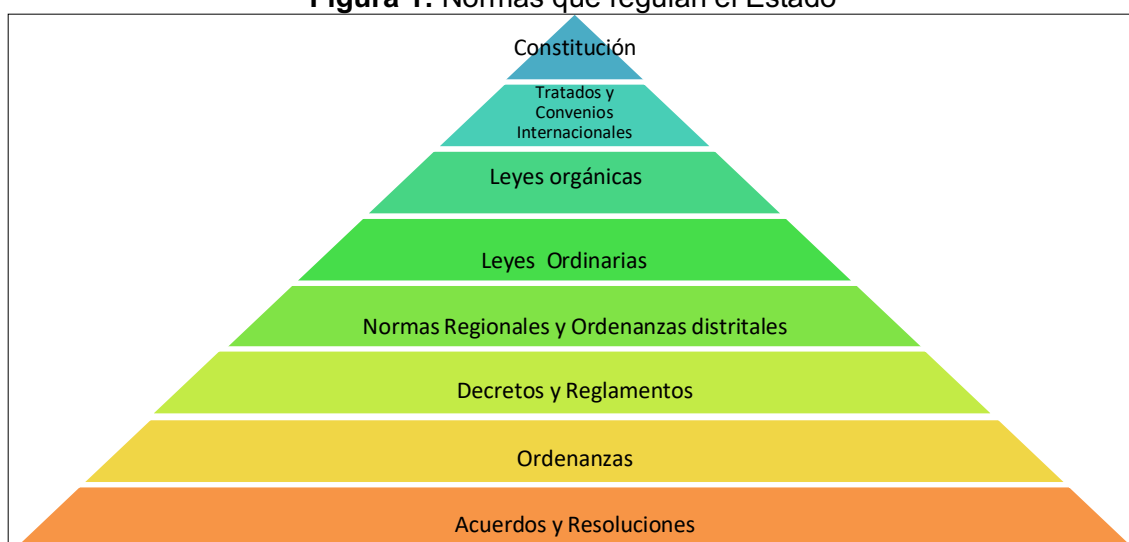 Figura 1. Normas que regulan el Estado
Constitución
Tratados y
Convenios
Internacionales
Leyes orgánicas
Leyes Ordinarias
Normas Regionales y Ordenanzas distritales
Decretos y Reglamentos
Ordenanzas
Acuerdos y Resoluciones